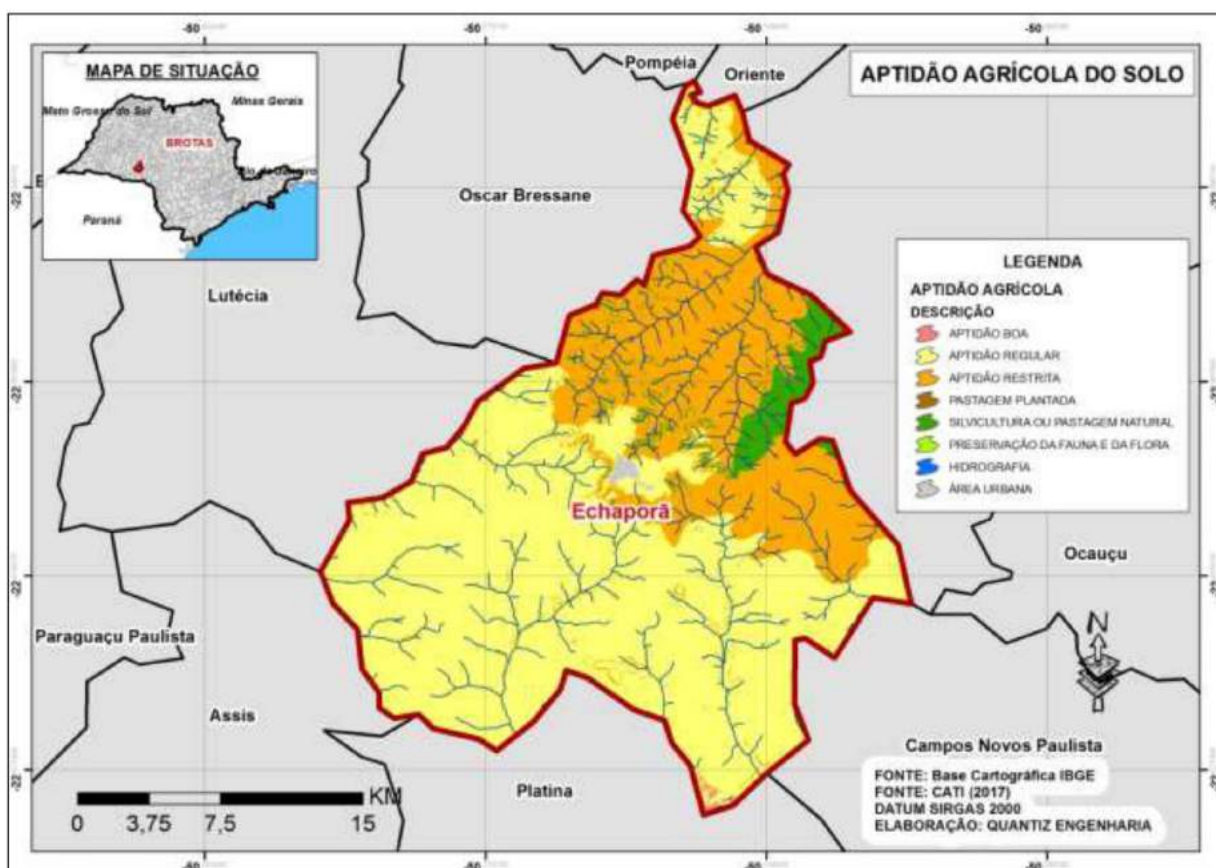 MAPA DE SITUAÇÃO
Minas Gerais
Mato Grosso do Sul
BROTAS
Rio de Janeiro
Paraná
Pompéia
Oriente
APTIDÃO AGRÍCOLA DO SOLO
Oscar Bressane
Lutécia
LEGENDA
APTIDÃO AGRÍCOLA
DESCRIÇÃO
APTIDÃO BOA
APTIDÃO REGULAR
APTIDÃO RESTRITA
PASTAGEM PLANTADA
SILVICULTURA OU PASTAGEM NATURAL
PRESERVAÇÃO DA FAUNA E DA FLORA
HIDROGRAFIA
ÁREA URBANA
Echaporã
Ocauçu
Paraguaçu Paulista
N
Assis
Campos Novos Paulista
Platina
KM
0 3,75 7,5 15
FONTE: Base Cartográfica IBGE
FONTE: CATI (2017)
DATUM SIRGAS 2000
ELABORAÇÃO: QUANTIZ ENGENHARIA